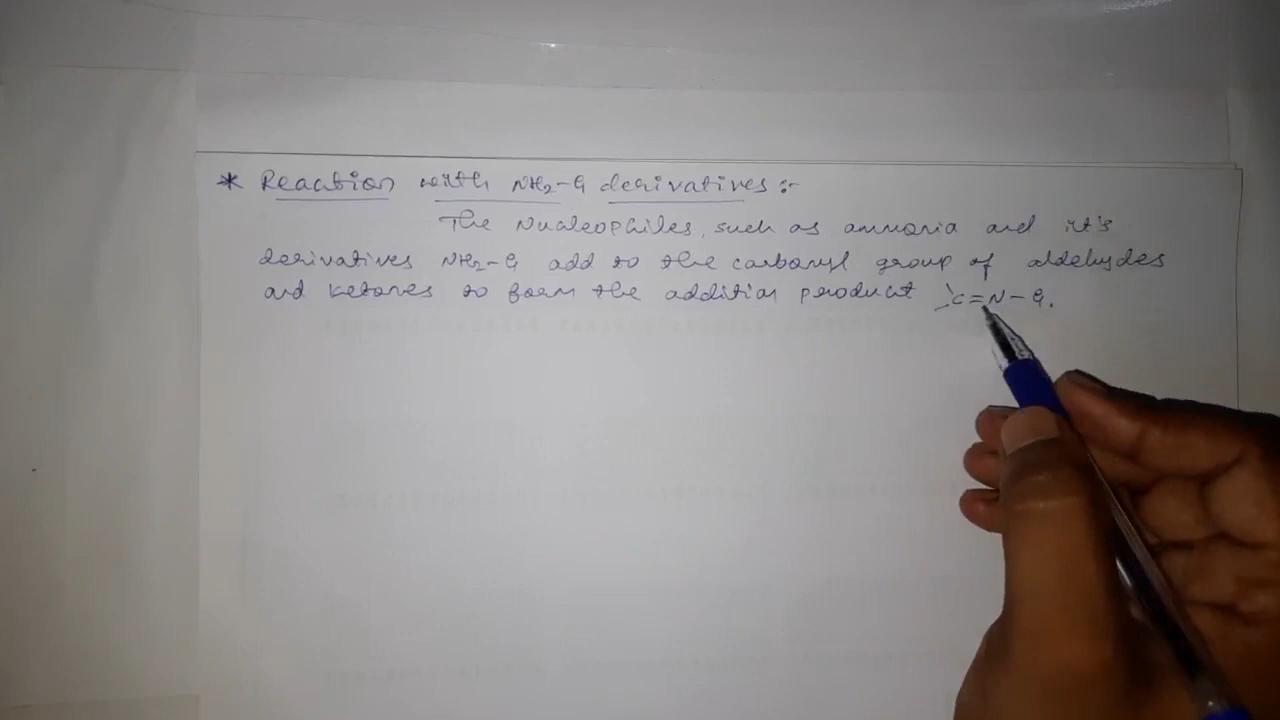 * Reaction with NH₂-G derivatives :-
The Nucleophiles, such as ammonia and it's
derivatives NH₂-G add to the carbonyl group of aldehydes
and ketones to form the addition product >C=N-G.